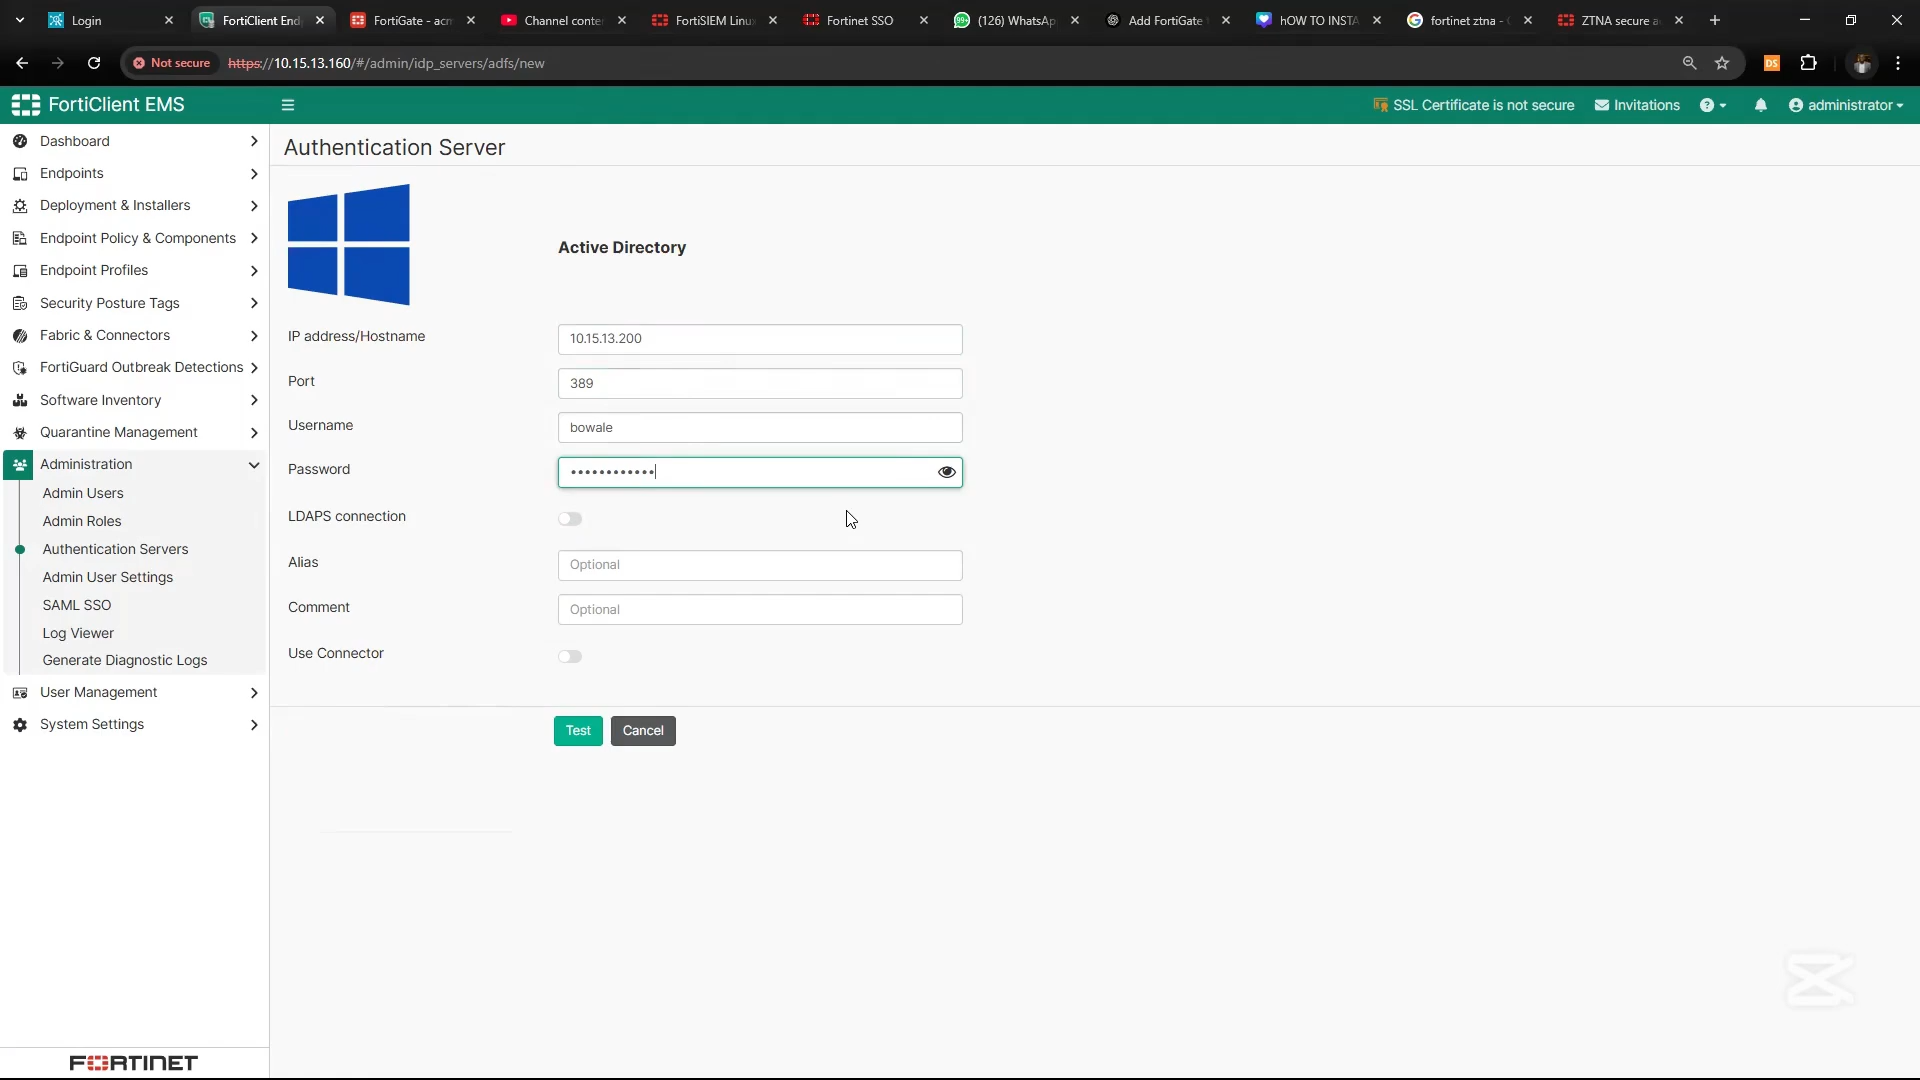 Login
FortiClient End
FortiGate - acm
Channel conten
FortiSIEM Linu
Fortinet SSO
(126) WhatsAp
Add FortiGate
hOW TO INSTA
fortinet ztna -
ZTNA secure a
Not secure
https://10.15.13.160/#/admin/idp_servers/adfs/new
DS
FortiClient EMS
SSL Certificate is not secure
Invitations
administrator
Dashboard
Endpoints
Deployment & Installers
Endpoint Policy & Components
Endpoint Profiles
Security Posture Tags
Fabric & Connectors
FortiGuard Outbreak Detections
Software Inventory
Quarantine Management
Administration
Admin Users
Admin Roles
Authentication Servers
Admin User Settings
SAML SSO
Log Viewer
Generate Diagnostic Logs
User Management
System Settings
FORTINET
Authentication Server
Active Directory
IP address/Hostname
10.15.13.200
Port
389
Username
bowale
Password
••••••••••••
LDAPS connection
Alias
Optional
Comment
Optional
Use Connector
Test
Cancel